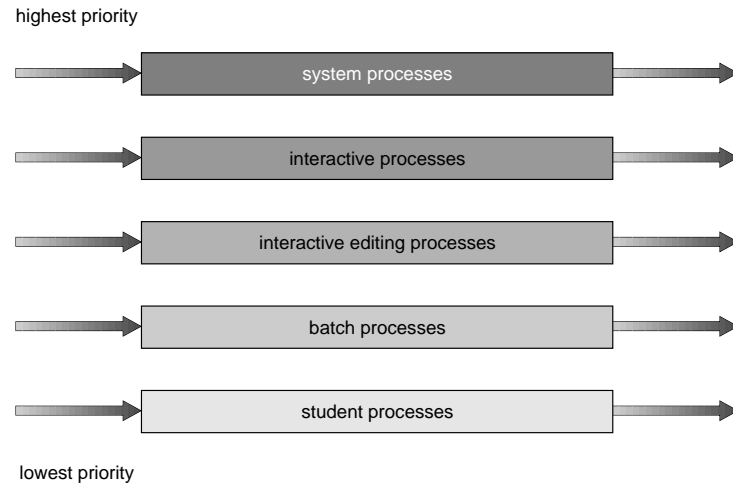 highest priority
system processes
interactive processes
interactive editing processes
batch processes
student processes
lowest priority